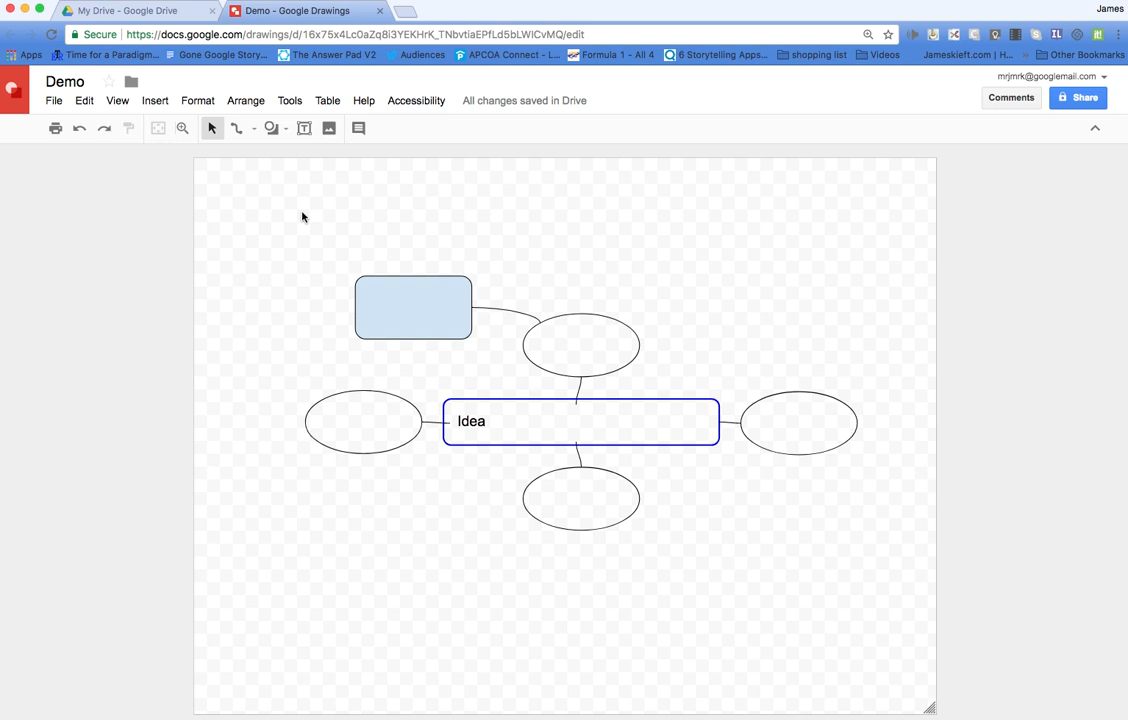 My Drive - Google Drive
Demo - Google Drawings
James
Secure
https://docs.google.com/drawings/d/16x75x4Lc0aZq8i3YEKHrK_TNbvtiaEPfLd5bLWlCvMQ/edit
Apps
Time for a Paradigm...
Gone Google Story...
The Answer Pad V2
Audiences
APCOA Connect - L...
Formula 1 - All 4
6 Storytelling Apps...
shopping list
Videos
Jameskleft.com | H...
Other Bookmarks
Demo
mrjmrk@googlemail.com
File Edit View Insert Format Arrange Tools Table Help Accessibility
All changes saved in Drive
Comments
Share
Idea